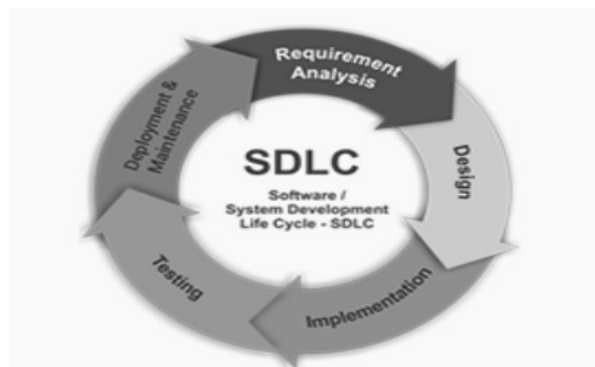 Requirement
Analysis
Design
Implementation
Testing
Deployment &
Maintenance
SDLC
Software /
System Development
Life Cycle - SDLC